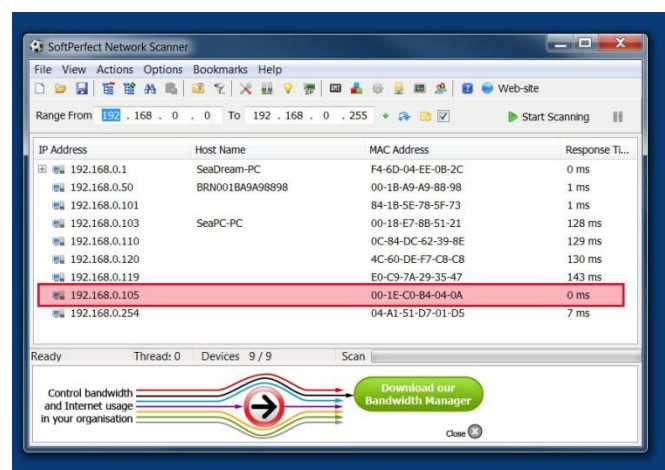 SoftPerfect Network Scanner
File View Actions Options Bookmarks Help
Web-site
Range From 192 . 168 . 0 . 0 To 192 . 168 . 0 . 255 Start Scanning
IP Address Host Name MAC Address Response Ti...
192.168.0.1 SeaDream-PC F4-6D-04-EE-0B-2C 0 ms
192.168.0.50 BRN001BA9A98898 00-1B-A9-A9-88-98 1 ms
192.168.0.101 84-1B-5E-78-5F-73 1 ms
192.168.0.103 SeaPC-PC 00-18-E7-8B-51-21 128 ms
192.168.0.110 0C-84-DC-62-39-8E 129 ms
192.168.0.120 4C-60-DE-F7-C8-C8 130 ms
192.168.0.119 E0-C9-7A-29-35-47 143 ms
192.168.0.105 00-1E-C0-B4-04-0A 0 ms
192.168.0.254 04-A1-51-D7-01-D5 7 ms
Ready Threads 0 Devices 9 / 9 Scan
Control bandwidth
and Internet usage
in your organisation
Download our
Bandwidth Manager
Close